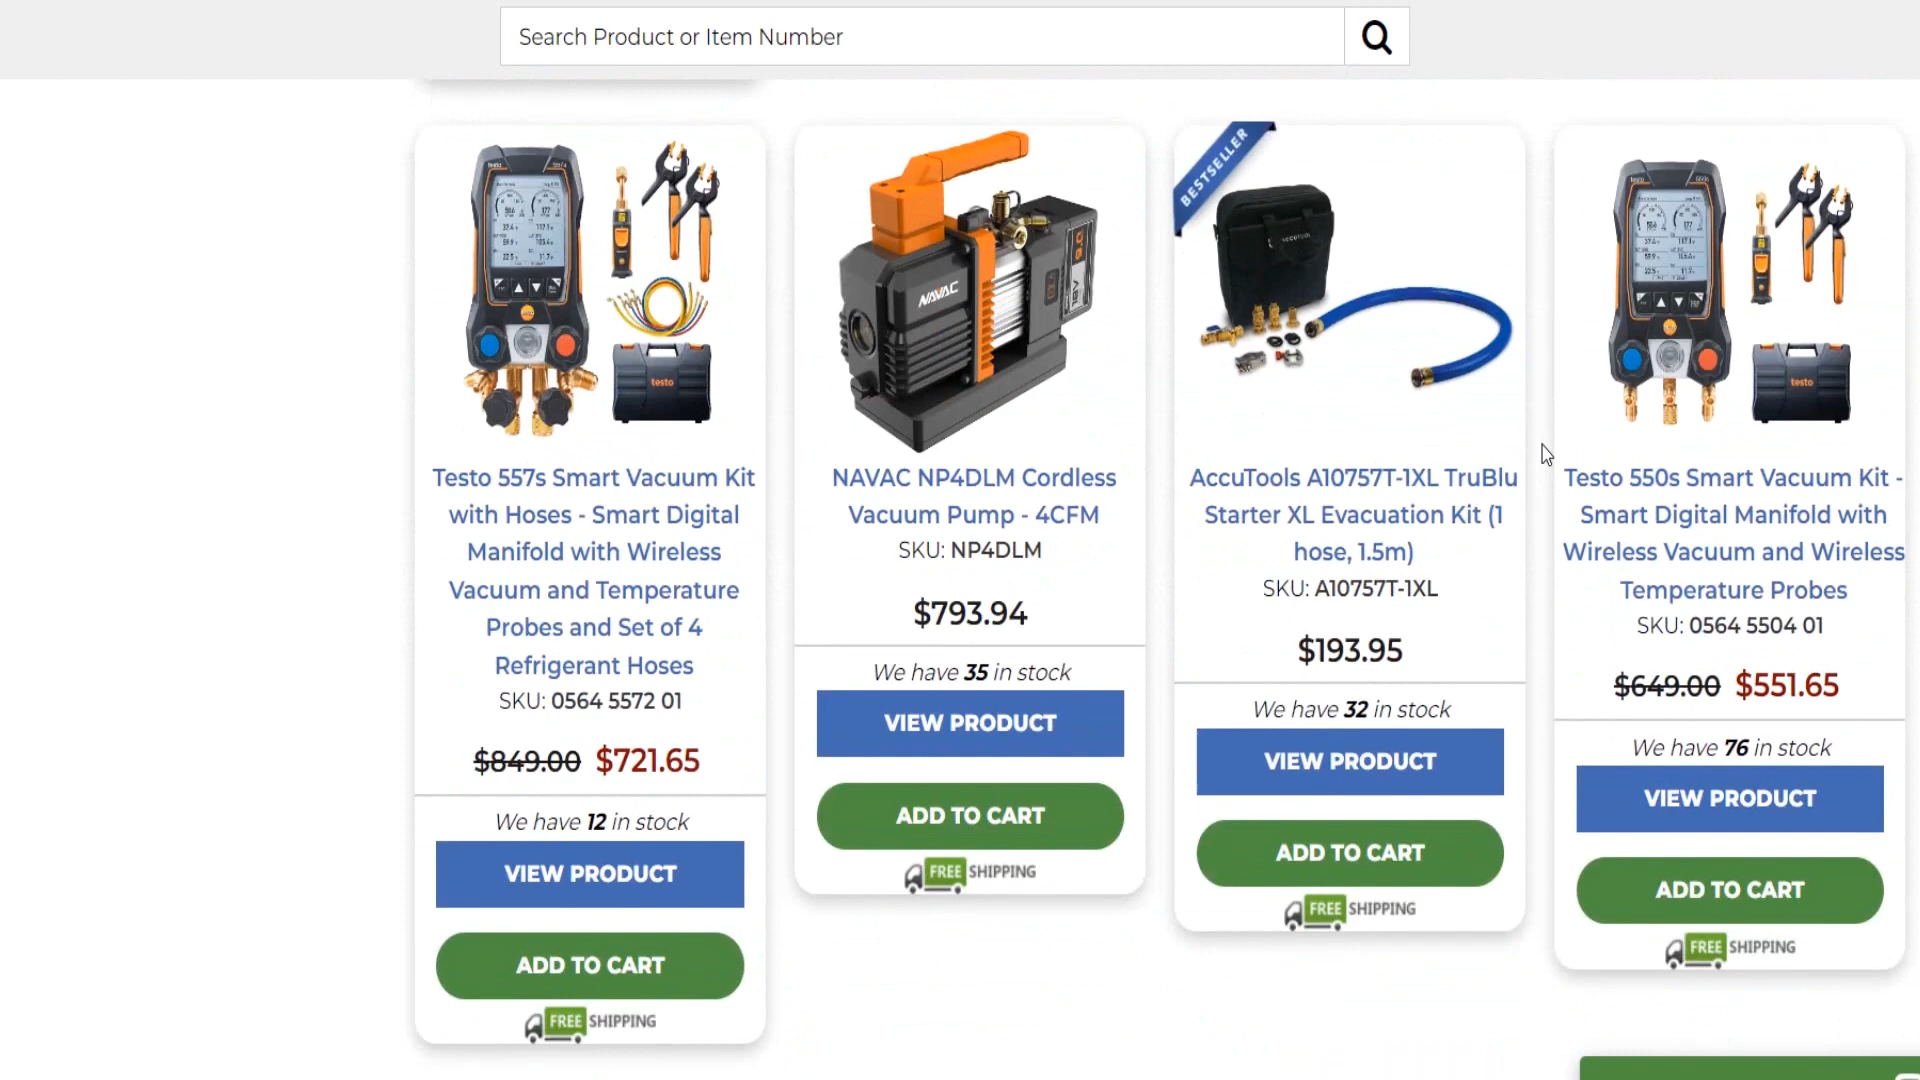 Search Product or Item Number
testo
Testo 557s Smart Vacuum Kit
with Hoses - Smart Digital
Manifold with Wireless
Vacuum and Temperature
Probes and Set of 4
Refrigerant Hoses
SKU: 0564 5572 01
$849.00 $721.65
We have 12 in stock
VIEW PRODUCT
ADD TO CART
FREE SHIPPING
NAVAC
NAVAC NP4DLM Cordless
Vacuum Pump - 4CFM
SKU: NP4DLM
$793.94
We have 35 in stock
VIEW PRODUCT
ADD TO CART
FREE SHIPPING
BESTSELLER
AccuTools A10757T-1XL TruBlu
Starter XL Evacuation Kit (1
hose, 1.5m)
SKU: A10757T-1XL
$193.95
We have 32 in stock
VIEW PRODUCT
ADD TO CART
FREE SHIPPING
testo
Testo 550s Smart Vacuum Kit -
Smart Digital Manifold with
Wireless Vacuum and Wireless
Temperature Probes
SKU: 0564 5504 01
$649.00 $551.65
We have 76 in stock
VIEW PRODUCT
ADD TO CART
FREE SHIPPING